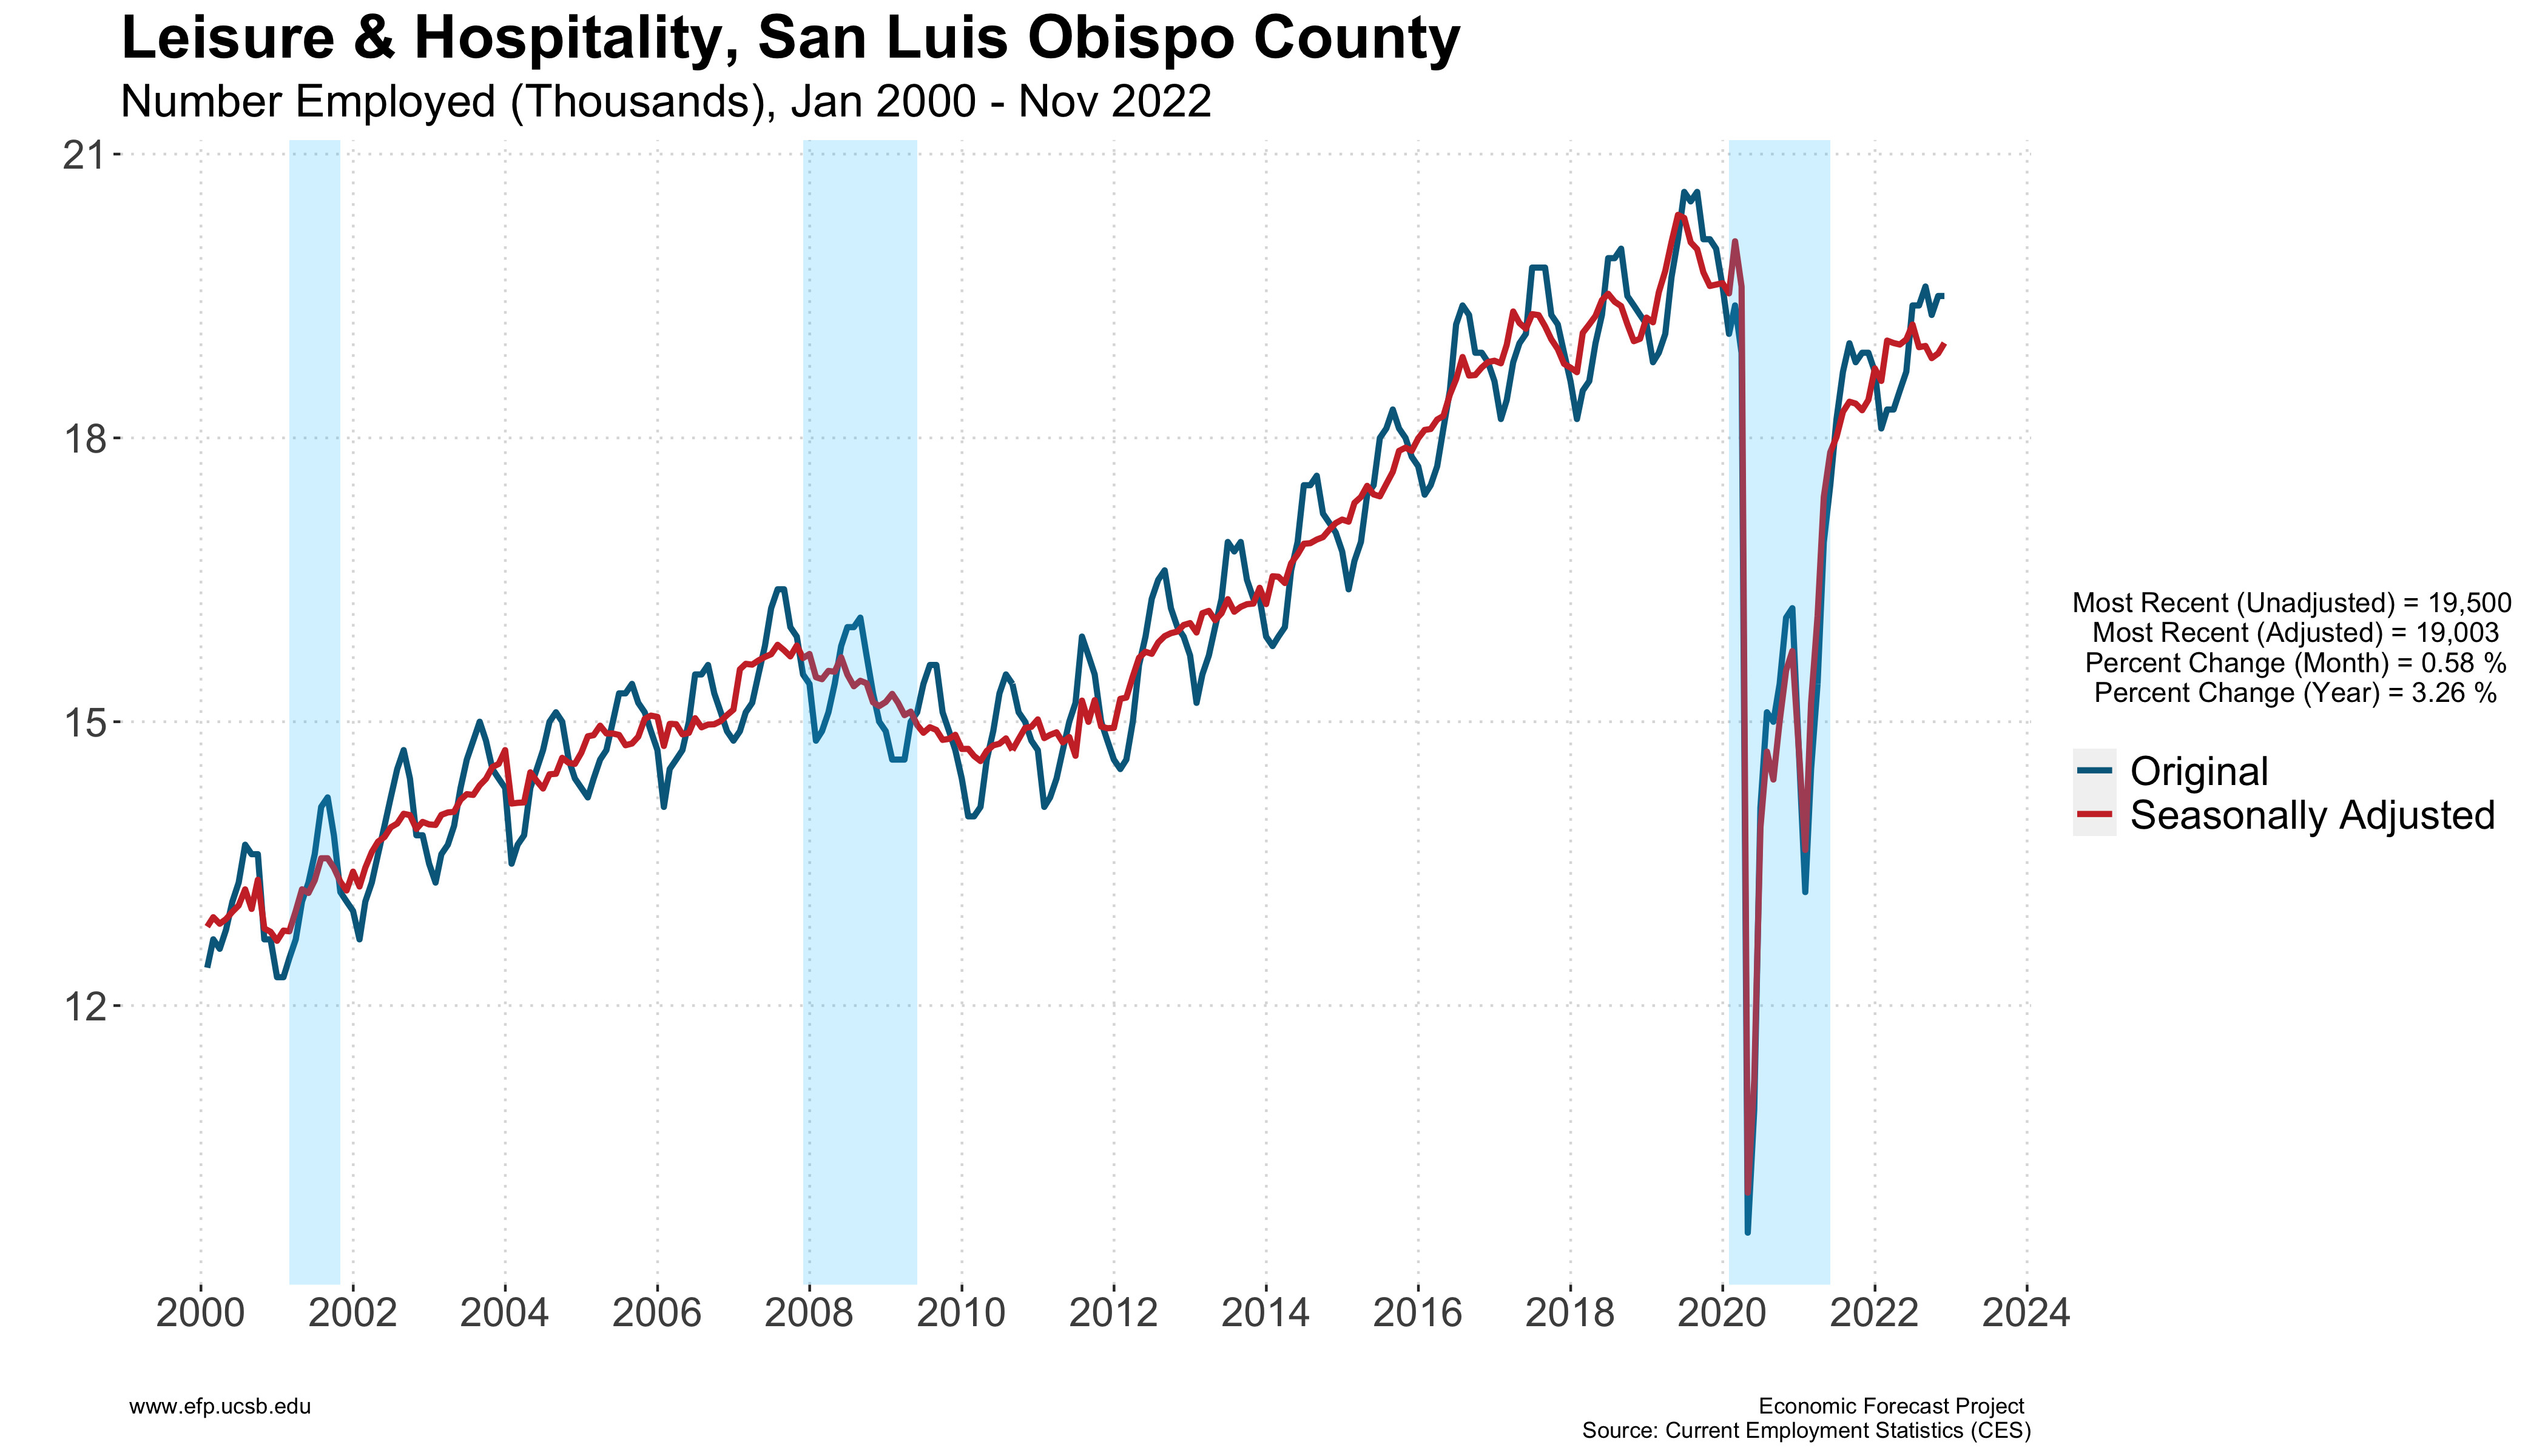 Leisure & Hospitality, San Luis Obispo County
Number Employed (Thousands), Jan 2000 - Nov 2022
21
18
15
12
2000 2002 2004 2006 2008 2010 2012 2014 2016 2018 2020 2022 2024
Most Recent (Unadjusted) = 19,500
Most Recent (Adjusted) = 19,003
Percent Change (Month) = 0.58 %
Percent Change (Year) = 3.26 %
Original
Seasonally Adjusted
www.efp.ucsb.edu
Economic Forecast Project
Source: Current Employment Statistics (CES)